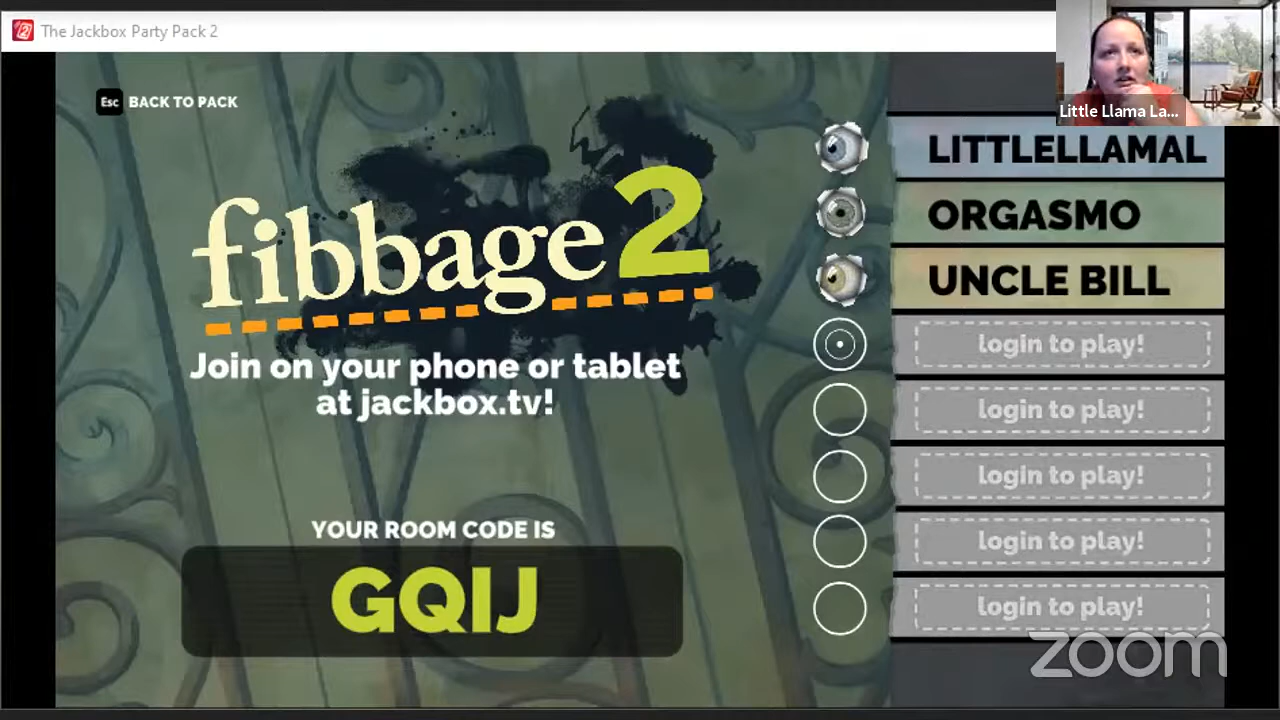 The Jackbox Party Pack 2
Esc BACK TO PACK
Little Llama La...
LITTLELLAMAL
ORGASMO
UNCLE BILL
fibbage 2
Join on your phone or tablet
at jackbox.tv!
login to play!
login to play!
login to play!
login to play!
login to play!
YOUR ROOM CODE IS
GQIJ
zoom